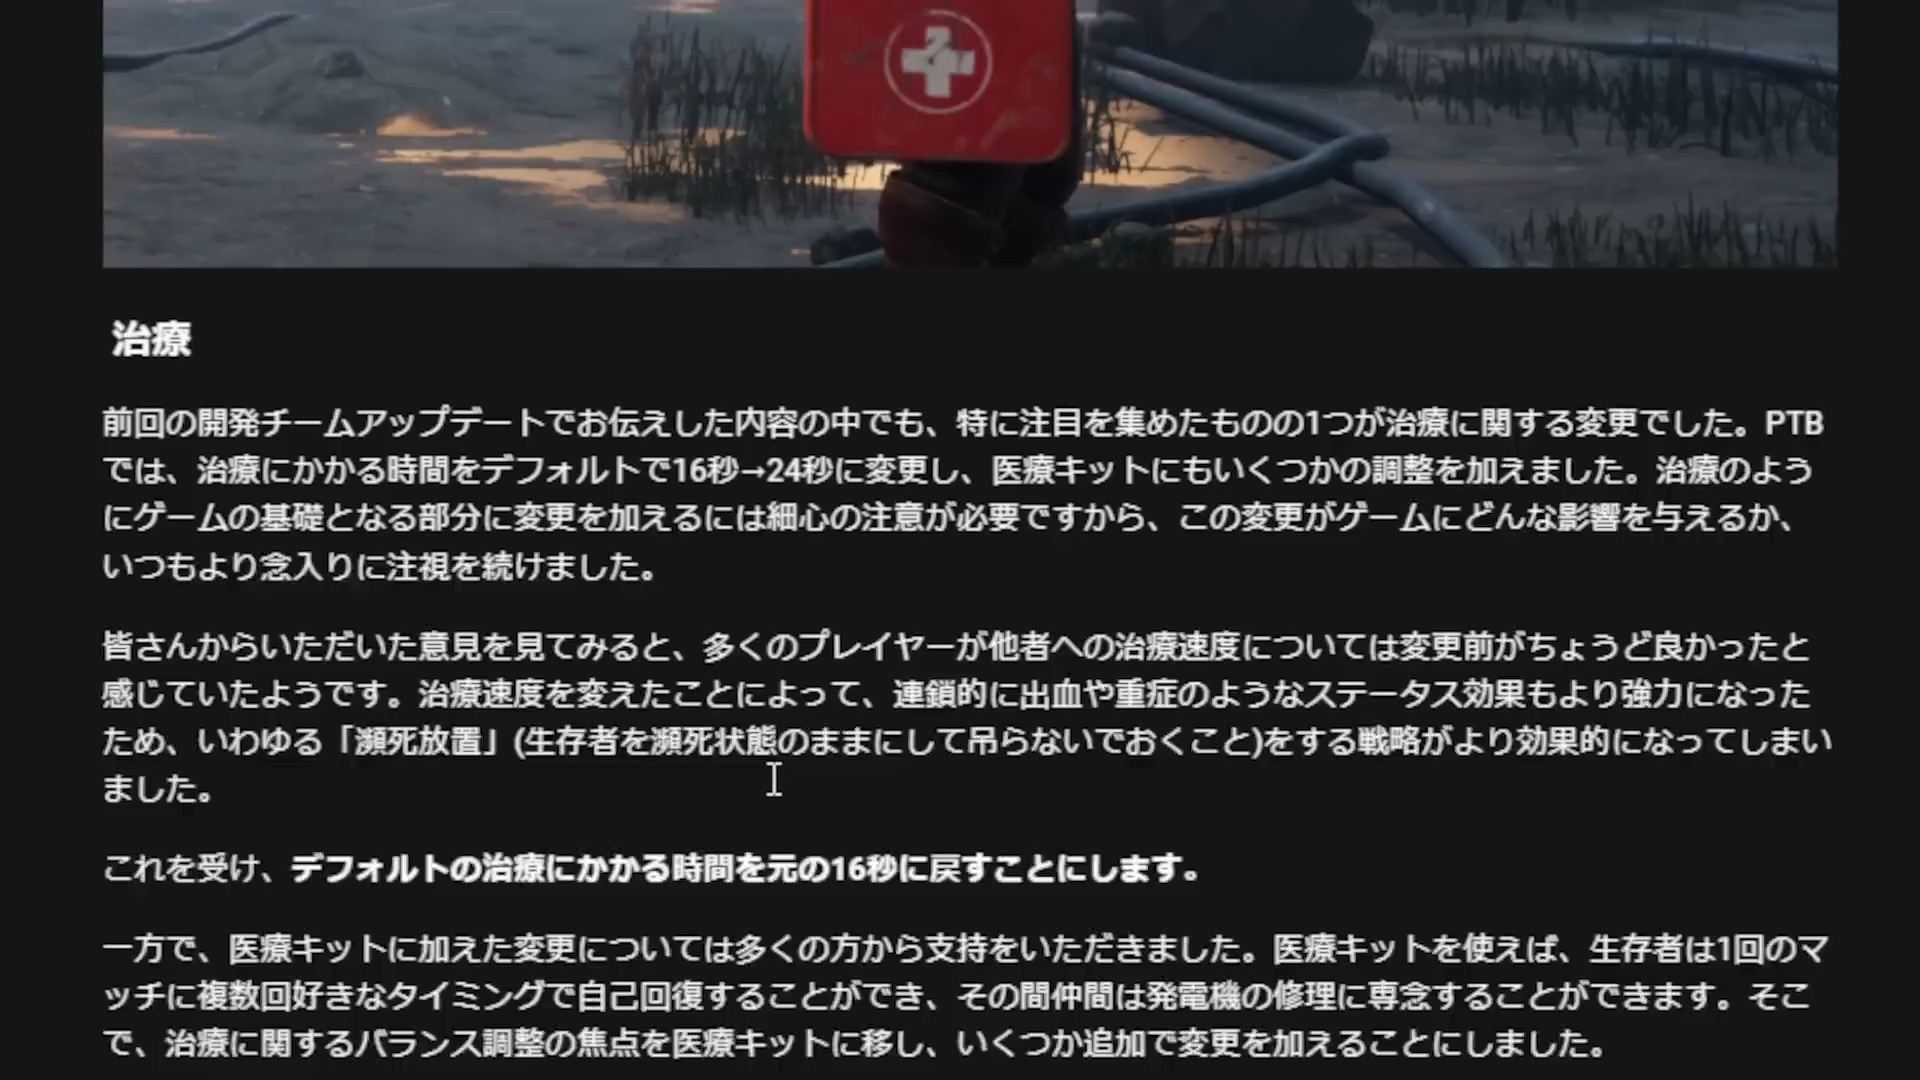 治療
前回の開発チームアップデートでお伝えした内容の中でも、特に注目を集めたものの1つが治療に関する変更でした。PTB
では、治療にかかる時間をデフォルトで16秒→24秒に変更し、医療キットにもいくつかの調整を加えました。治療のよう
にゲームの基礎となる部分に変更を加えるには細心の注意が必要ですから、この変更がゲームにどんな影響を与えるか、
いつもより念入りに注視を続けました。
皆さんからいただいた意見を見てみると、多くのプレイヤーが他者への治療速度については変更前がちょうど良かったと
感じていたようです。治療速度を変えたことによって、連鎖的に出血や重症のようなステータス効果もより強力になった
ため、いわゆる「瀕死放置」(生存者を瀕死状態のままにして吊らないでおくこと)をする戦略がより効果的になってしまい
ました。
これを受け、デフォルトの治療にかかる時間を元の16秒に戻すことにします。
一方で、医療キットに加えた変更については多くの方から支持をいただきました。医療キットを使えば、生存者は1回のマ
ッチに複数回好きなタイミングで自己回復することができ、その間仲間は発電機の修理に専念することができます。そこ
で、治療に関するバランス調整の焦点を医療キットに移し、いくつか追加で変更を加えることにしました。